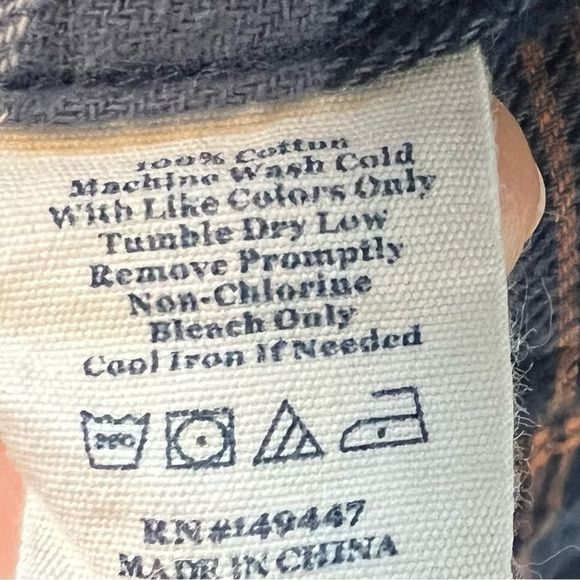 100% Cotton
Machine Wash Cold
With Like Colors Only
Tumble Dry Low
Remove Promptly
Non-Chlorine
Bleach Only
Cool Iron If Needed
RN #149447
MADE IN CHINA